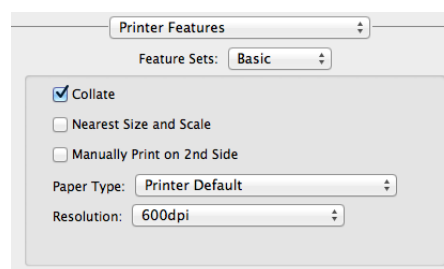 Printer Features
Feature Sets: Basic
Collate
Nearest Size and Scale
Manually Print on 2nd Side
Paper Type: Printer Default
Resolution: 600dpi